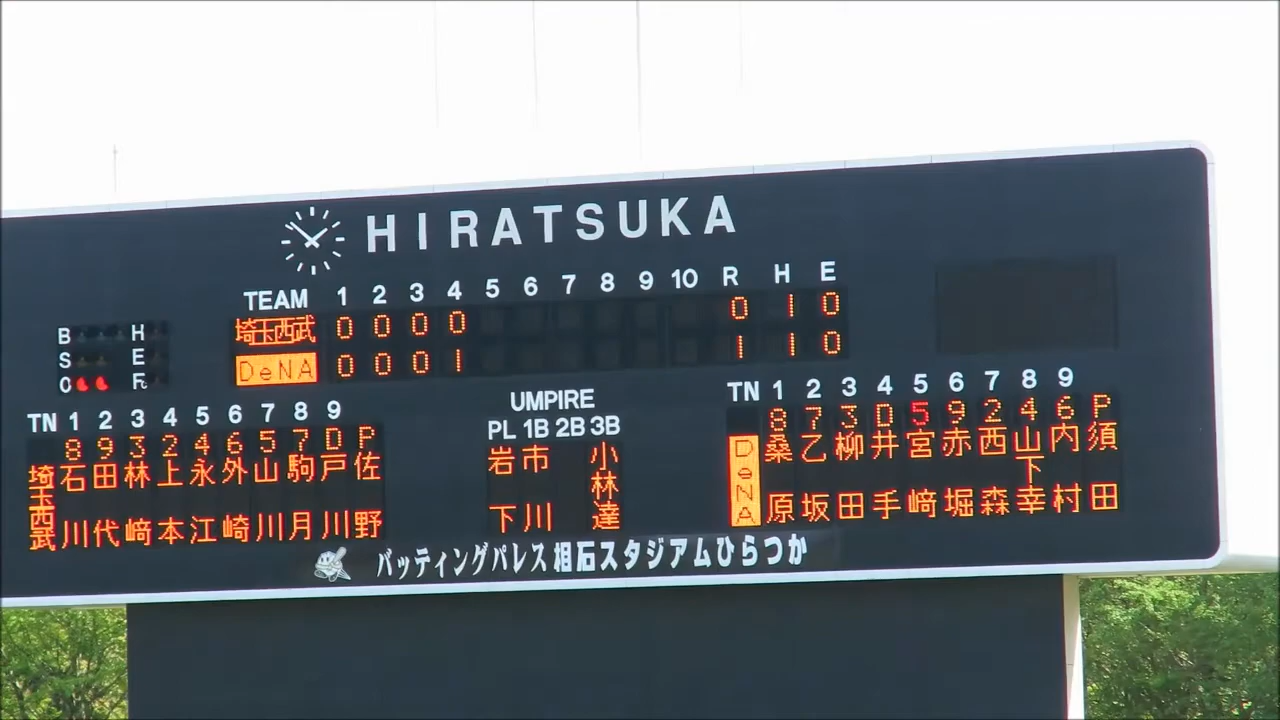 HIRATSUKA
TEAM 1 2 3 4 5 6 7 8 9 10 R H E
埼玉西武 0 0 0 0 0 1 0
DeNA 0 0 0 1 1 1 0
B H
S E
O Fc
TN 1 2 3 4 5 6 7 8 9
8 9 3 2 4 6 5 7 D P
埼玉西武 石川 田代 林﨑 上本 永江 外崎 山川 駒月 戸川 佐野
UMPIRE
PL 1B 2B 3B
岩下 市川 小林達
TN 1 2 3 4 5 6 7 8 9
8 7 3 D 5 9 2 4 6 P
DeNA 桑原 乙坂 柳田 井手 宮﨑 赤堀 西森 山下幸 内村 須田
バッティングパレス相石スタジアムひらつか